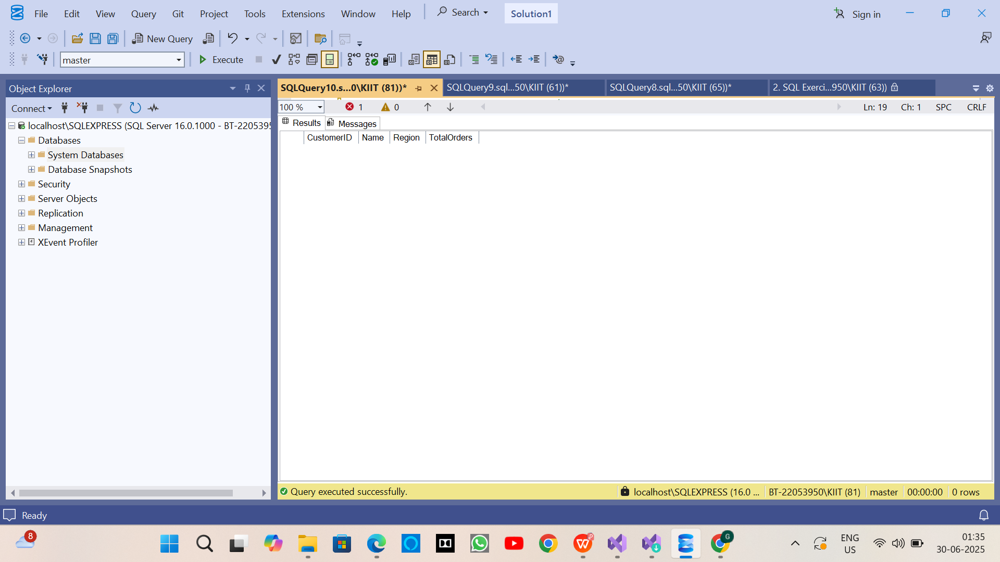 File Edit View Query Git Project Tools Extensions Window Help Search Solution1 Sign in
New Query
master Execute
Object Explorer
SQLQuery10.s...0\KIIT (81))* SQLQuery9.sql...50\KIIT (61))* SQLQuery8.sql...50\KIIT (65))* 2. SQL Exerci...950\KIIT (63))
Connect
100 % 1 0 Ln: 19 Ch: 1 SPC CRLF
Results Messages
localhost\SQLEXPRESS (SQL Server 16.0.1000 - BT-2205395
Databases
System Databases
Database Snapshots
Security
Server Objects
Replication
Management
XEvent Profiler
CustomerID Name Region TotalOrders
Query executed successfully. localhost\SQLEXPRESS (16.0 ... BT-22053950\KIIT (81) master 00:00:00 0 rows
Ready
8
G
ENG
US
01:35
30-06-2025